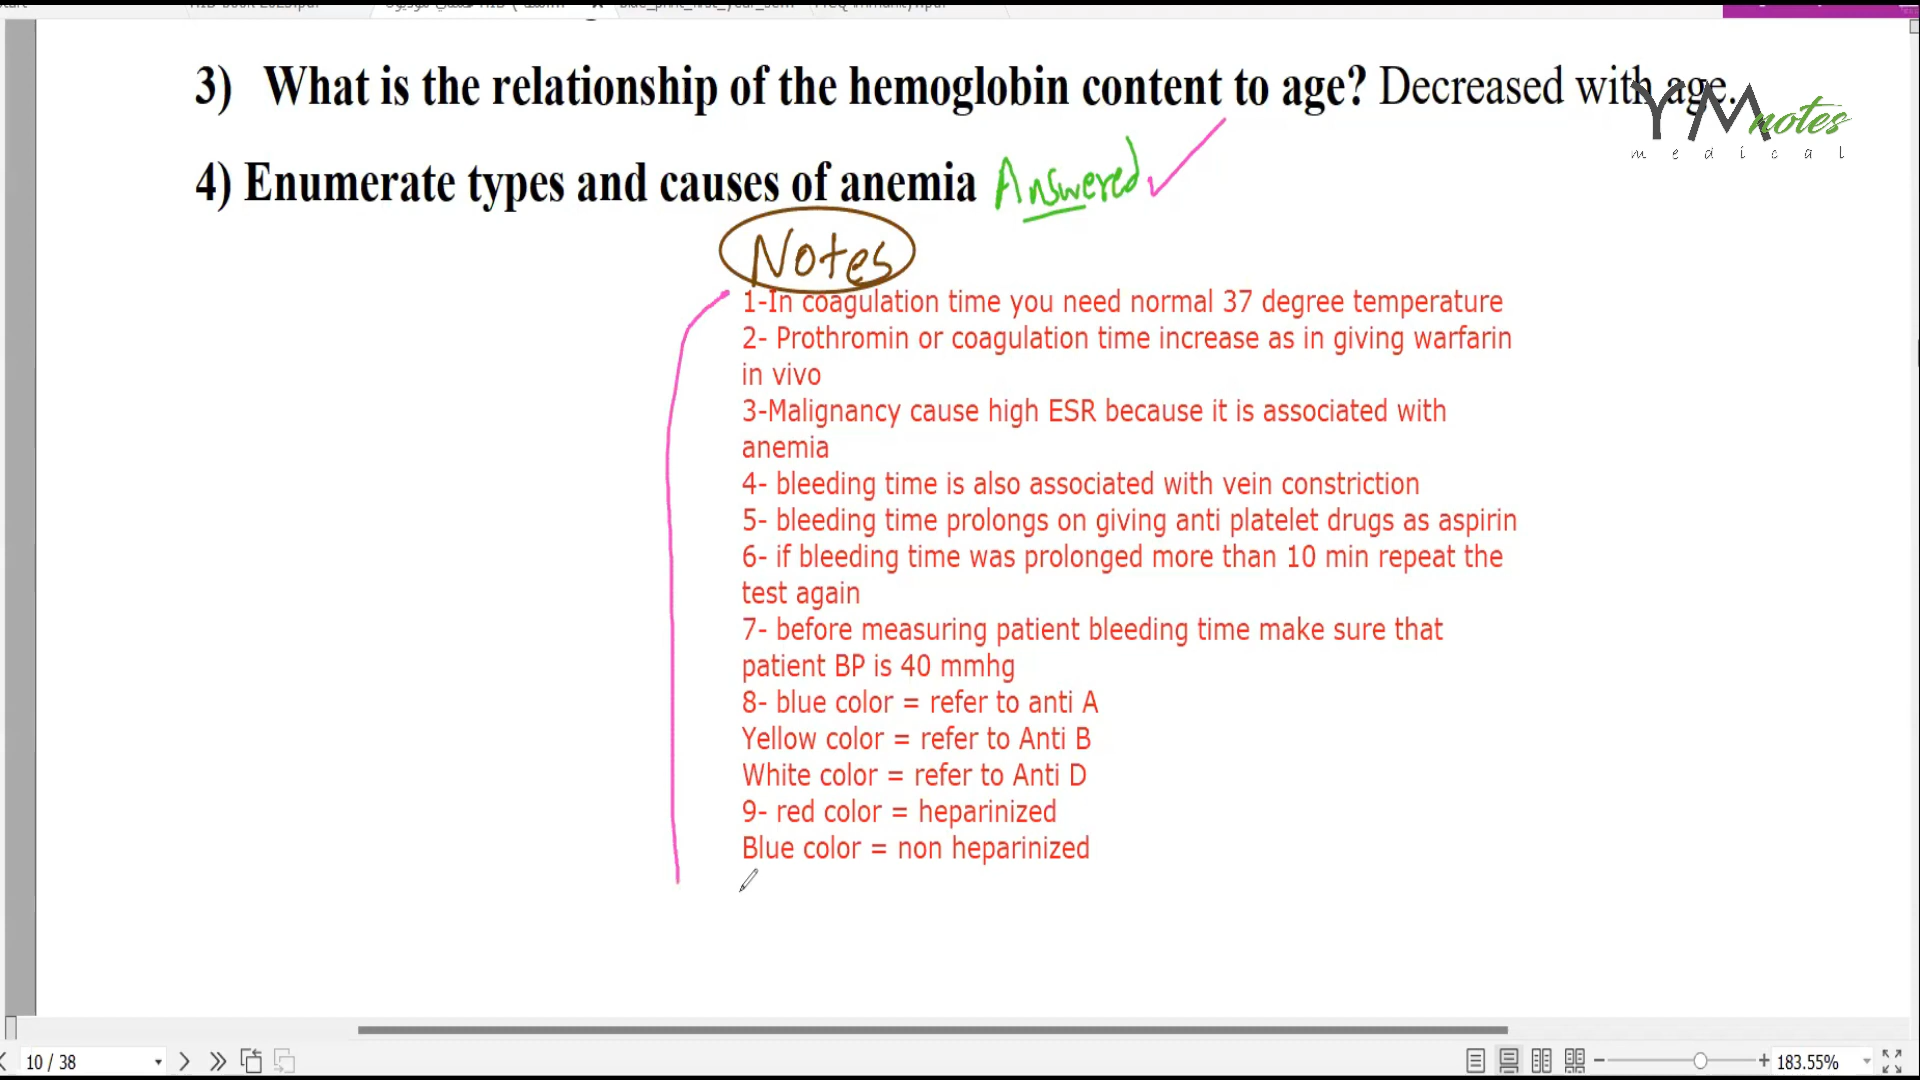 3) What is the relationship of the hemoglobin content to age? Decreased with age.
YM notes
medical
4) Enumerate types and causes of anemia Answered
Notes
1-In coagulation time you need normal 37 degree temperature
2- Prothromin or coagulation time increase as in giving warfarin
in vivo
3-Malignancy cause high ESR because it is associated with
anemia
4- bleeding time is also associated with vein constriction
5- bleeding time prolongs on giving anti platelet drugs as aspirin
6- if bleeding time was prolonged more than 10 min repeat the
test again
7- before measuring patient bleeding time make sure that
patient BP is 40 mmhg
8- blue color = refer to anti A
Yellow color = refer to Anti B
White color = refer to Anti D
9- red color = heparinized
Blue color = non heparinized
10 / 38
183.55%